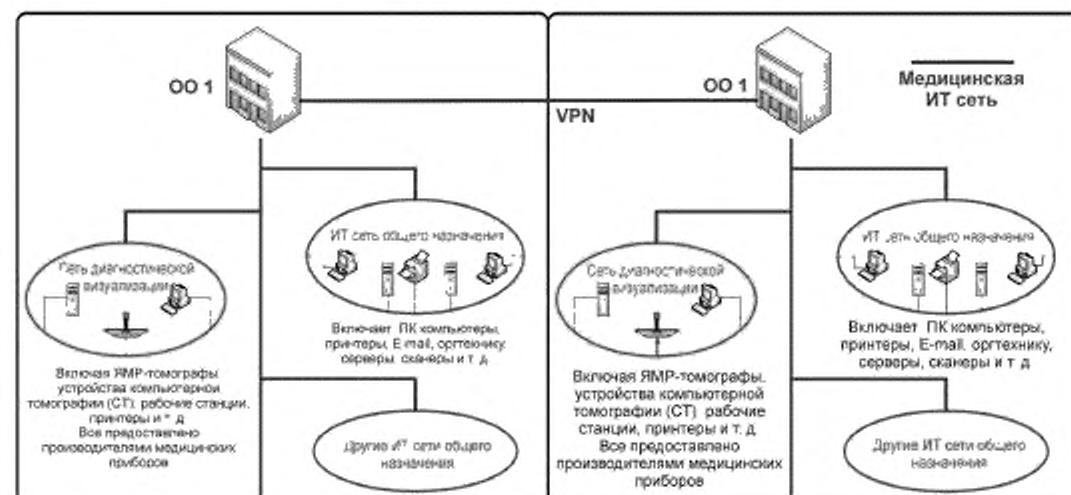 ОО 1
VPN
ОО 1
Медицинская
ИТ сеть
ИТ сеть общего назначения
Сеть диагностической
визуализации
Включает ПК компьютеры,
принтеры, E-mail, оргтехнику,
серверы, сканеры и т д
Включая ЯМР-томографы
устройства компьютерной
томографии (СТ) рабочие станции,
принтеры и т д
Все предоставлено
производителями медицинских
приборов
Другие ИТ сети общего
назначения
ИТ сеть общего назначения
Сеть диагностической
визуализации
Включает ПК компьютеры,
принтеры, E-mail, оргтехнику,
серверы, сканеры и т д
Включая ЯМР-томографы.
устройства компьютерной
томографии (СТ) рабочие
станции, принтеры и т. д
Все предоставлено
производителями медицинских
приборов
Другие ИТ сети общего
назначения